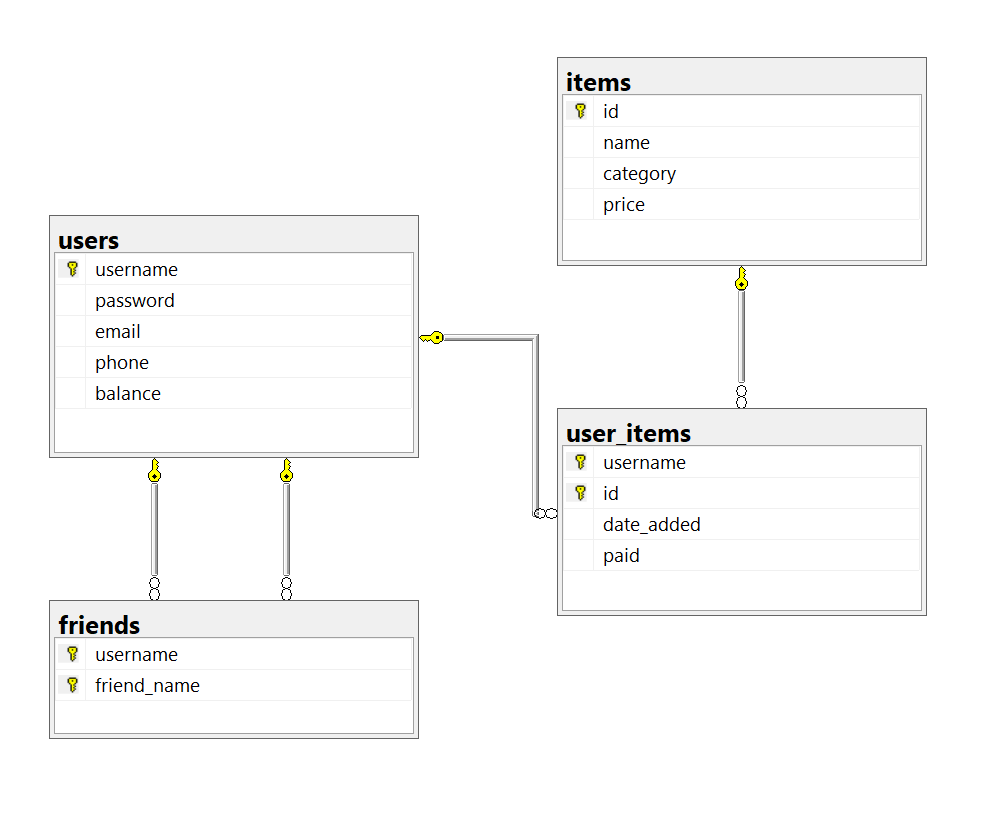 items
id
name
category
price
users
username
password
email
phone
balance
user_items
username
id
date_added
paid
friends
username
friend_name